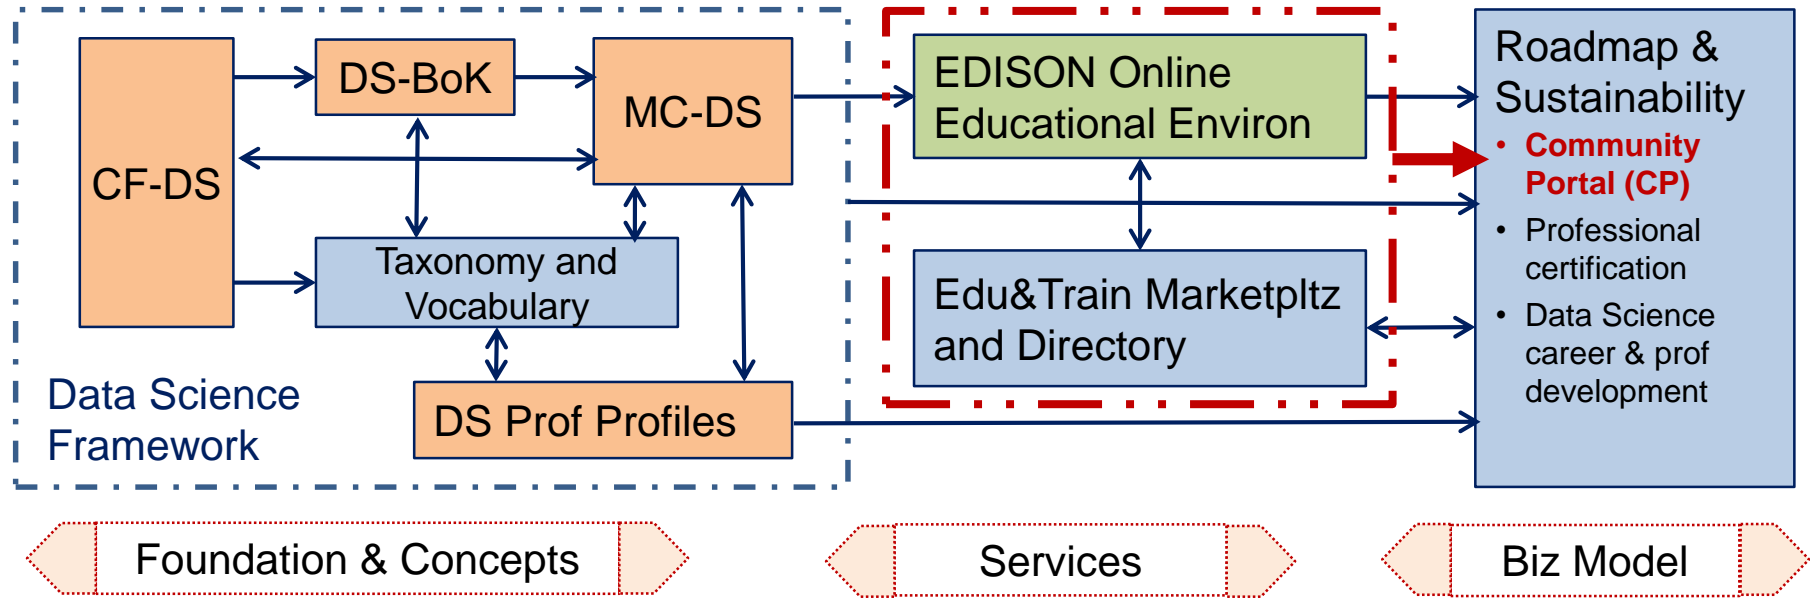 CF-DS
DS-BoK
MC-DS
Taxonomy and
Vocabulary
DS Prof Profiles
Data Science
Framework
EDISON Online
Educational Environ
Edu&Train Marketpltz
and Directory
Roadmap &
Sustainability
• Community
Portal (CP)
• Professional
certification
• Data Science
career & prof
development
Foundation & Concepts
Services
Biz Model